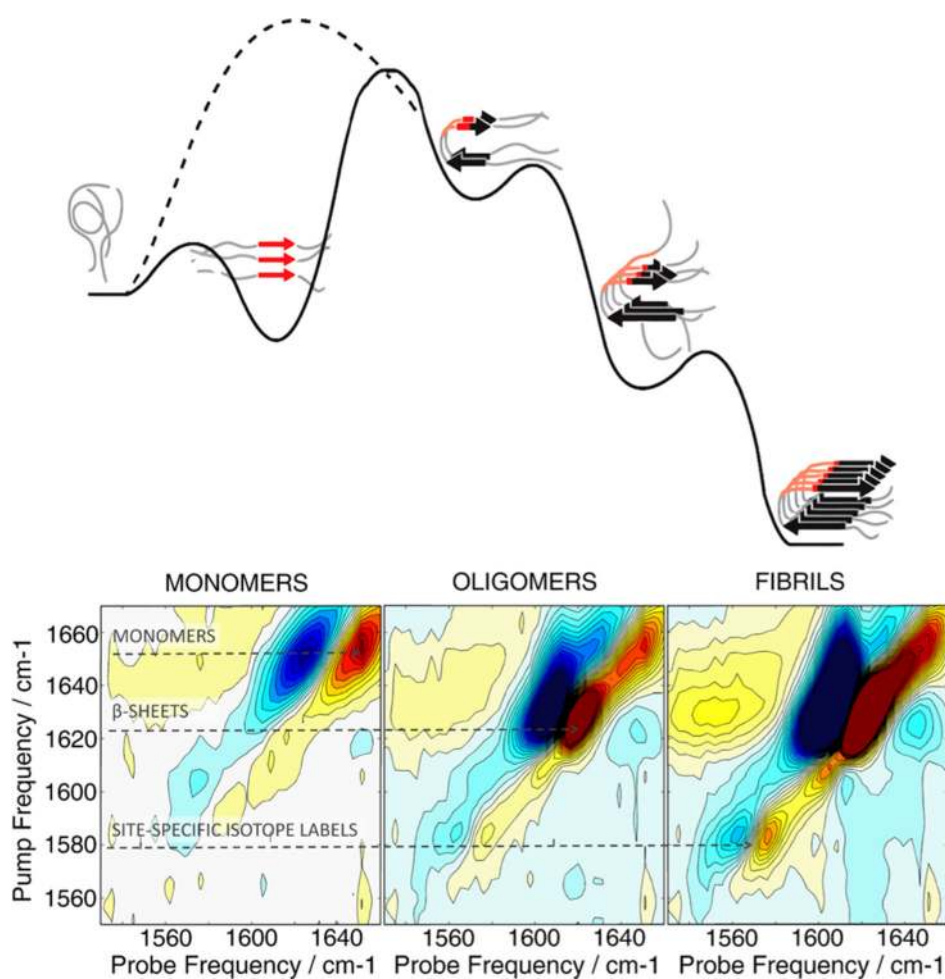 MONOMERS OLIGOMERS FIBRILS
Pump Frequency / cm-1
1660
1640
1620
1600
1580
1560
MONOMERS
β-SHEETS
SITE-SPECIFIC ISOTOPE LABELS
1560 1600 1640 1560 1600 1640 1560 1600 1640
Probe Frequency / cm-1 Probe Frequency / cm-1 Probe Frequency / cm-1